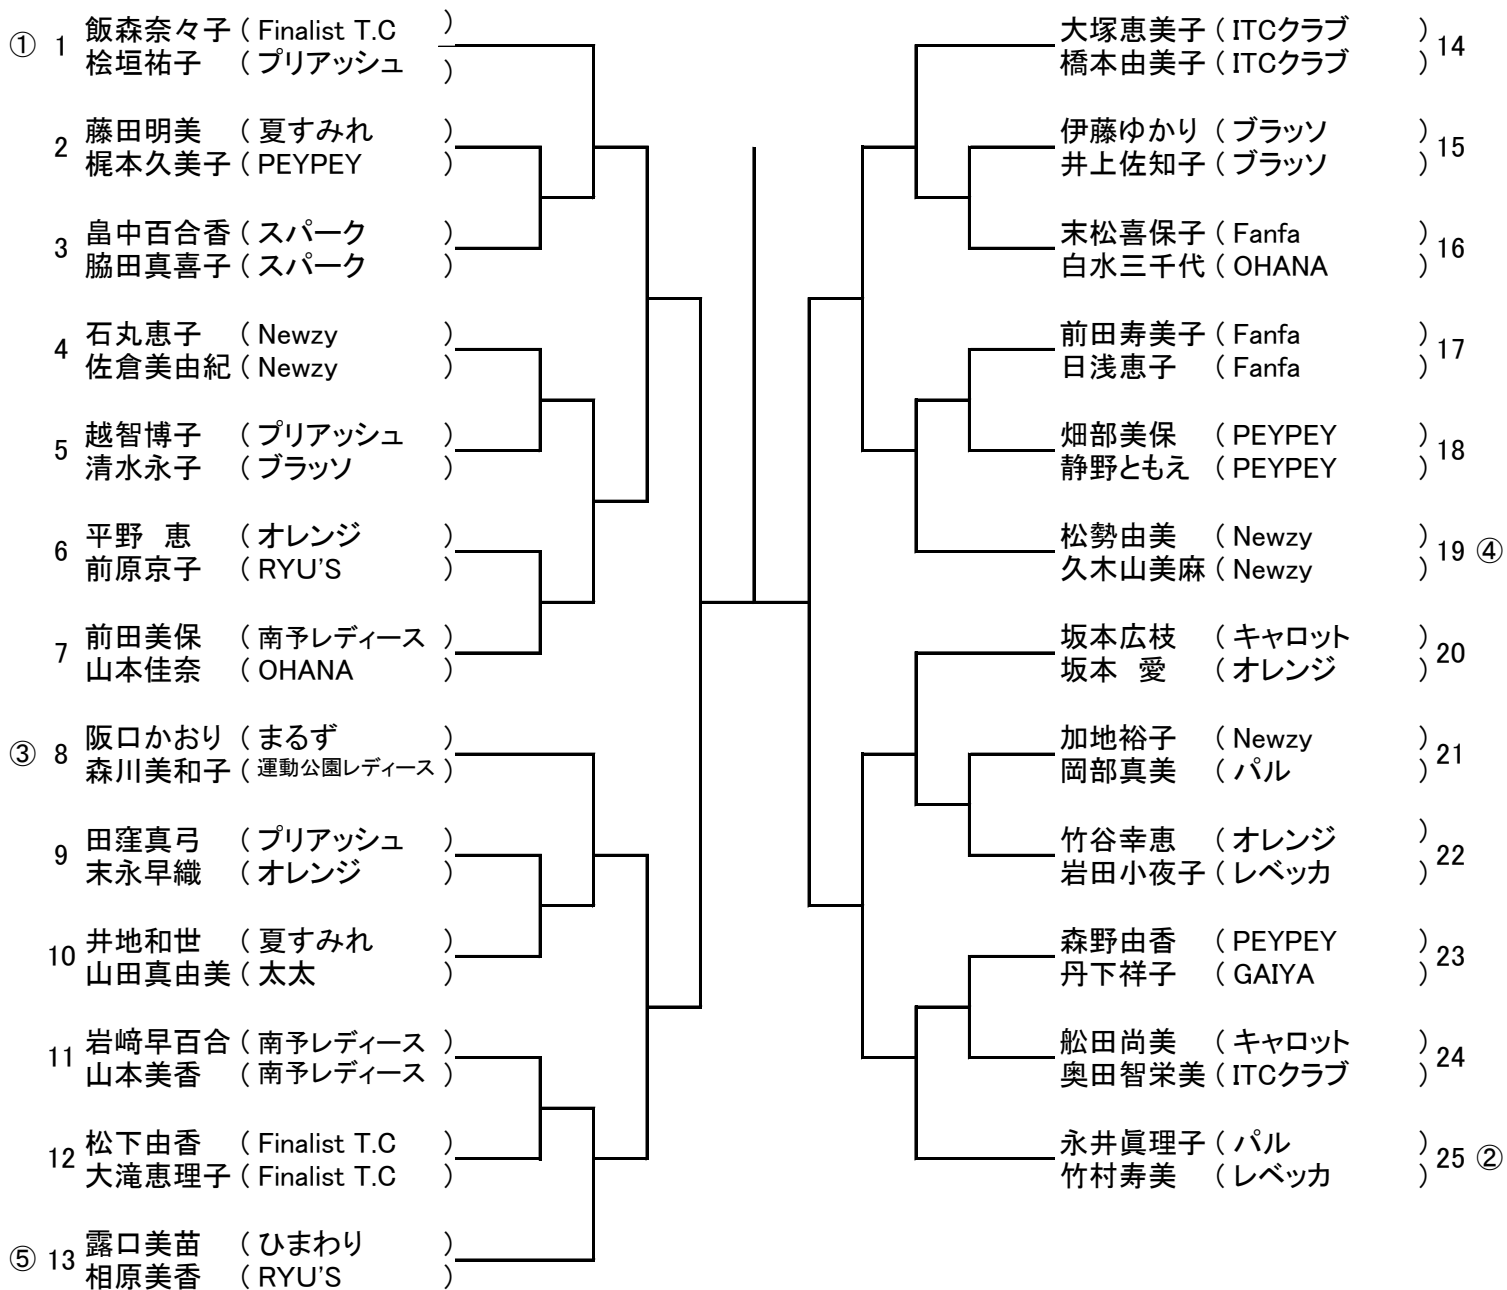 ① 1 飯森奈々子 ( Finalist T.C )
桧垣祐子 ( プリアッシュ )
2 藤田明美 ( 夏すみれ )
梶本久美子 ( PEYPEY )
3 畠中百合香 ( スパーク )
脇田真喜子 ( スパーク )
4 石丸恵子 ( Newzy )
佐倉美由紀 ( Newzy )
5 越智博子 ( プリアッシュ )
清水永子 ( ブラッソ )
6 平野 恵 ( オレンジ )
前原京子 ( RYU'S )
7 前田美保 ( 南予レディース )
山本佳奈 ( OHANA )
③ 8 阪口かおり ( まるず )
森川美和子 ( 運動公園レディース )
9 田窪真弓 ( プリアッシュ )
末永早織 ( オレンジ )
10 井地和世 ( 夏すみれ )
山田真由美 ( 太太 )
11 岩﨑早百合 ( 南予レディース )
山本美香 ( 南予レディース )
12 松下由香 ( Finalist T.C )
大滝恵理子 ( Finalist T.C )
⑤ 13 露口美苗 ( ひまわり )
相原美香 ( RYU'S )
大塚恵美子 ( ITCクラブ ) 14
橋本由美子 ( ITCクラブ )
伊藤ゆかり ( ブラッソ ) 15
井上佐知子 ( ブラッソ )
末松喜保子 ( Fanfa ) 16
白水三千代 ( OHANA )
前田寿美子 ( Fanfa ) 17
日浅恵子 ( Fanfa )
畑部美保 ( PEYPEY ) 18
静野ともえ ( PEYPEY )
松勢由美 ( Newzy ) 19 ④
久木山美麻 ( Newzy )
坂本広枝 ( キャロット ) 20
坂本 愛 ( オレンジ )
加地裕子 ( Newzy ) 21
岡部真美 ( パル )
竹谷幸恵 ( オレンジ ) 22
岩田小夜子 ( レベッカ )
森野由香 ( PEYPEY ) 23
丹下祥子 ( GAIYA )
舩田尚美 ( キャロット ) 24
奥田智栄美 ( ITCクラブ )
永井眞理子 ( パル ) 25 ②
竹村寿美 ( レベッカ )